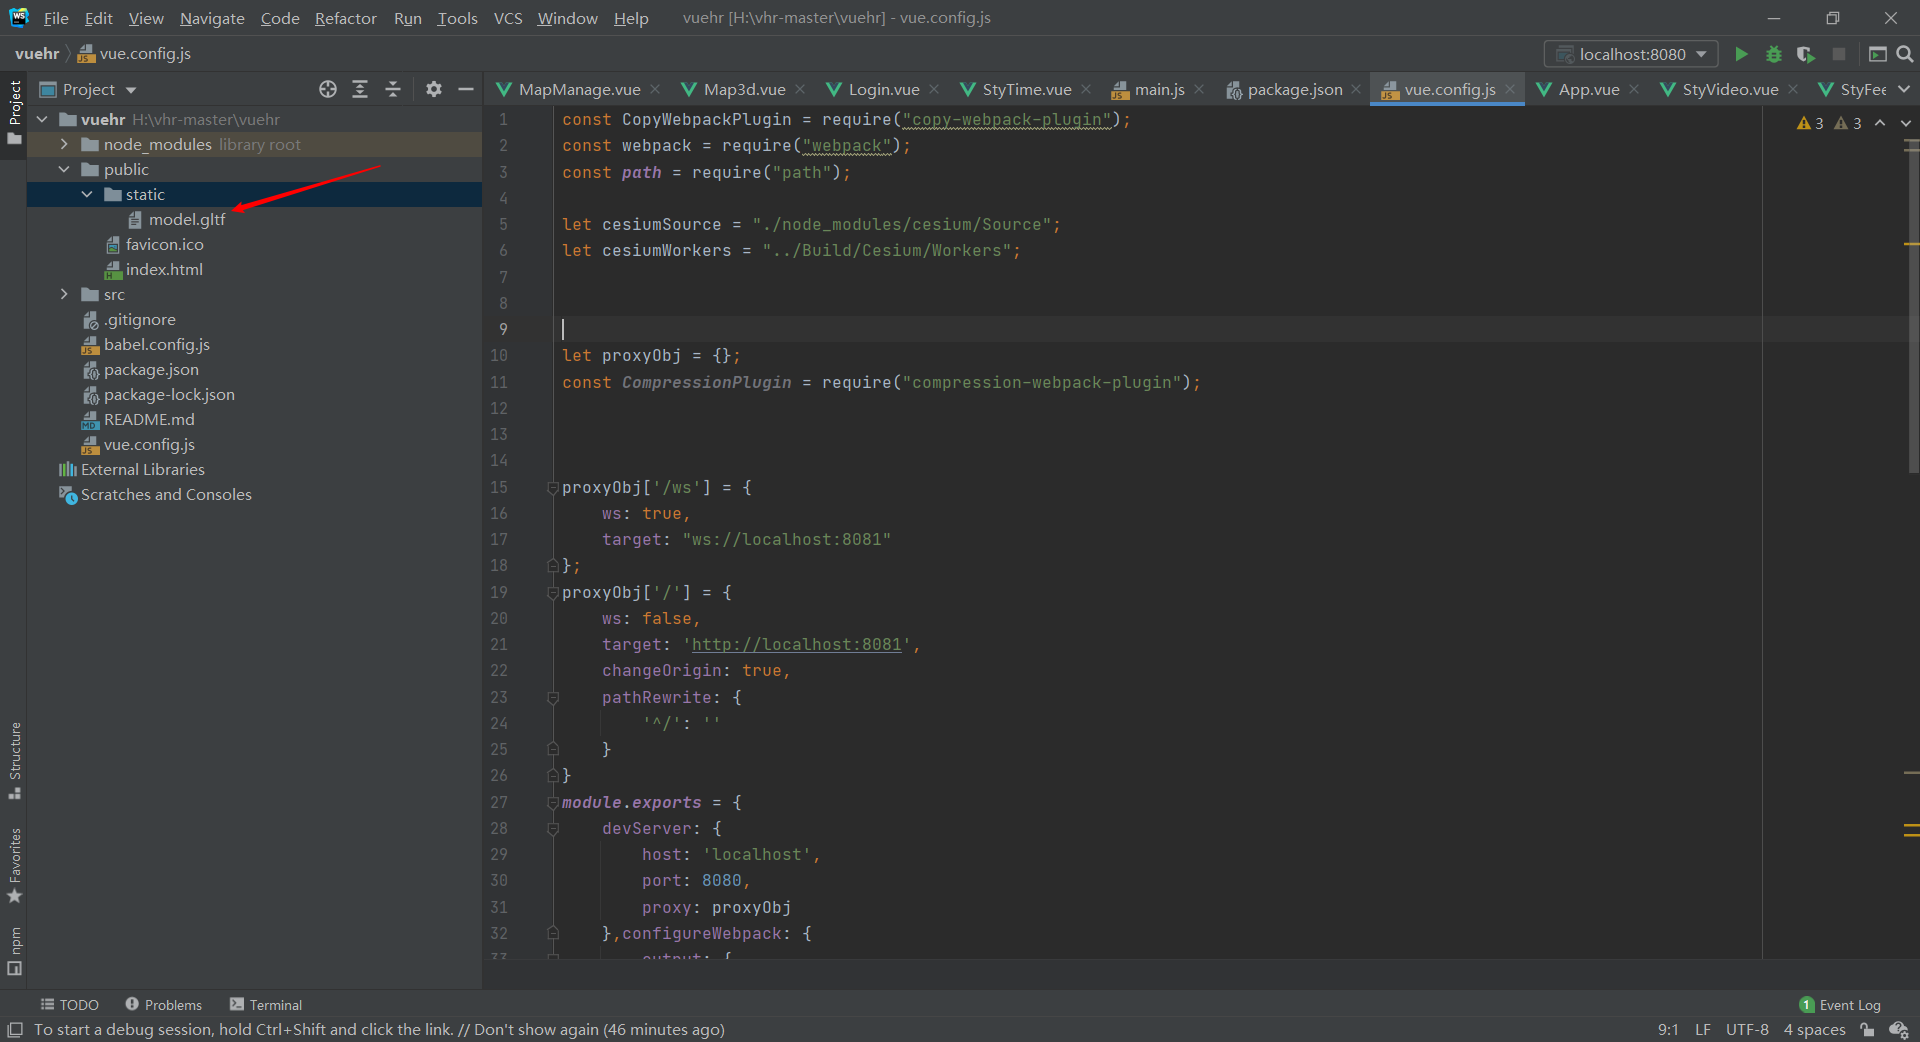 File Edit View Navigate Code Refactor Run Tools VCS Window Help vuehr [H:\vhr-master\vuehr] - vue.config.js
vuehr vue.config.js localhost:8080
Project
MapManage.vue Map3d.vue Login.vue StyTime.vue main.js package.json vue.config.js App.vue StyVideo.vue StyFee
Project
vuehr H:\vhr-master\vuehr
node_modules library root
public
static
model.gltf
favicon.ico
index.html
src
.gitignore
babel.config.js
package.json
package-lock.json
README.md
vue.config.js
External Libraries
Scratches and Consoles
Structure
Favorites
npm
3 3
1 const CopyWebpackPlugin = require("copy-webpack-plugin");
2 const webpack = require("webpack");
3 const path = require("path");
4
5 let cesiumSource = "./node_modules/cesium/Source";
6 let cesiumWorkers = "../Build/Cesium/Workers";
7
8
9
10 let proxyObj = {};
11 const CompressionPlugin = require("compression-webpack-plugin");
12
13
14
15 proxyObj['/ws'] = {
16 ws: true,
17 target: "ws://localhost:8081"
18 };
19 proxyObj['/'] = {
20 ws: false,
21 target: 'http://localhost:8081',
22 changeOrigin: true,
23 pathRewrite: {
24 '^/': ''
25 }
26 }
27 module.exports = {
28 devServer: {
29 host: 'localhost',
30 port: 8080,
31 proxy: proxyObj
32 },configureWebpack: {
33 output: {
TODO Problems Terminal 1 Event Log
To start a debug session, hold Ctrl+Shift and click the link. // Don't show again (46 minutes ago) 9:1 LF UTF-8 4 spaces